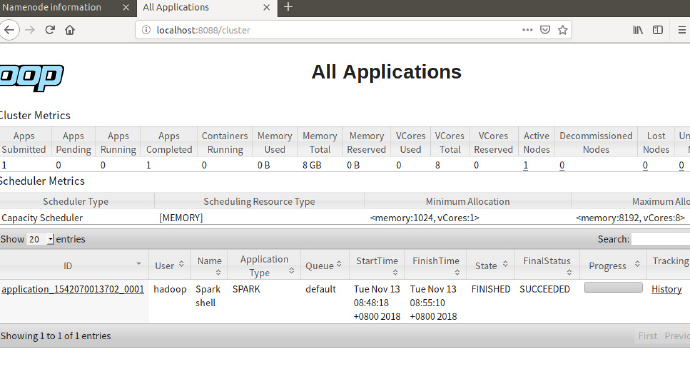 Namenode information
All Applications
localhost:8088/cluster
oop
All Applications
Cluster Metrics
Apps Submitted Apps Pending Apps Running Apps Completed Containers Running Memory Used Memory Total Memory Reserved VCores Used VCores Total VCores Reserved Active Nodes Decommissioned Nodes Lost Nodes Un N
1 0 0 1 0 0 B 8 GB 0 B 0 8 0 1 0 0 0
Scheduler Metrics
Scheduler Type Scheduling Resource Type Minimum Allocation Maximum Allo
Capacity Scheduler [MEMORY] <memory:1024, vCores:1> <memory:8192, vCores:8>
Show 20 entries Search:
ID User Name Application Type Queue StartTime FinishTime State FinalStatus Progress Tracking
application_1542070013702_0001 hadoop Spark shell SPARK default Tue Nov 13 08:48:18 +0800 2018 Tue Nov 13 08:55:10 +0800 2018 FINISHED SUCCEEDED History
Showing 1 to 1 of 1 entries First Previo